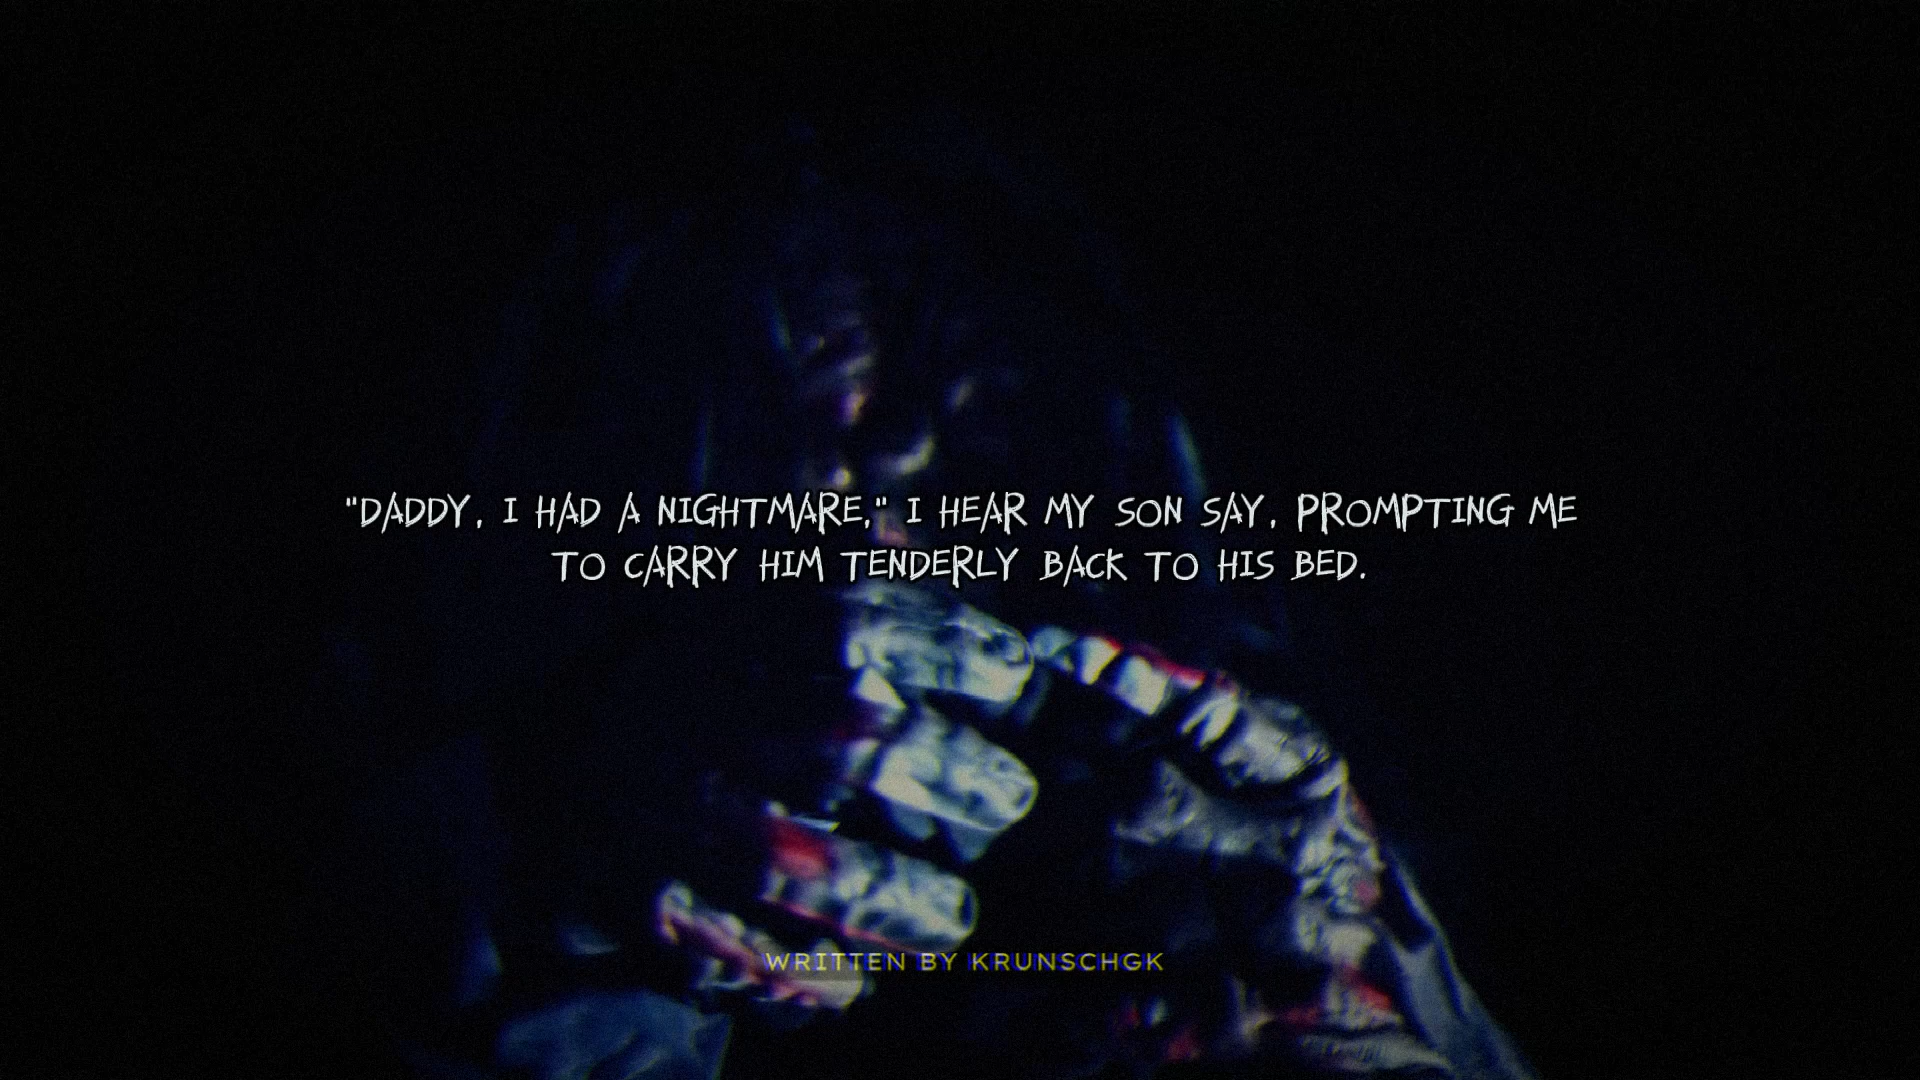 "DADDY, I HAD A NIGHTMARE," I HEAR MY SON SAY, PROMPTING ME
TO CARRY HIM TENDERLY BACK TO HIS BED.
WRITTEN BY KRUNSCHGK